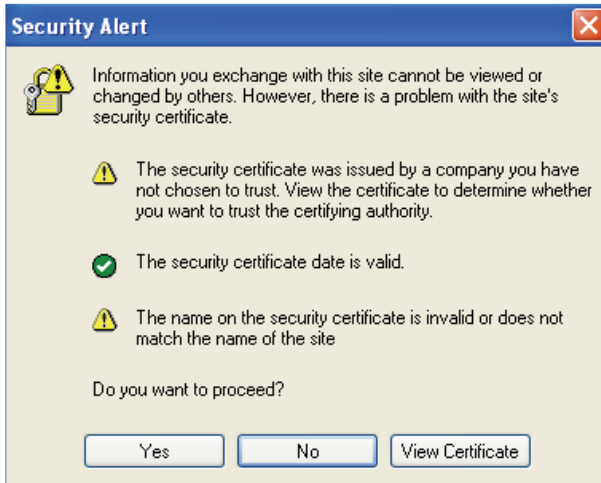 Security Alert
Information you exchange with this site cannot be viewed or
changed by others. However, there is a problem with the site's
security certificate.
The security certificate was issued by a company you have
not chosen to trust. View the certificate to determine whether
you want to trust the certifying authority.
The security certificate date is valid.
The name on the security certificate is invalid or does not
match the name of the site
Do you want to proceed?
Yes No View Certificate